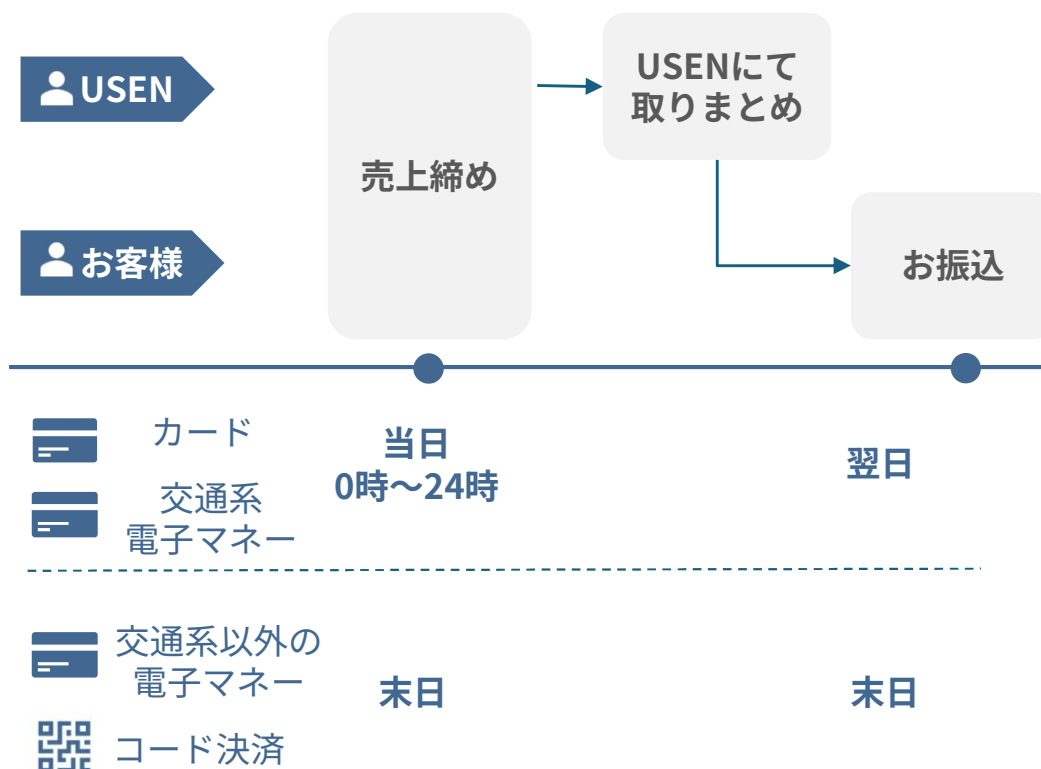 USEN
売上締め
USENにて
取りまとめ
お客様
お振込
カード
交通系
電子マネー
当日
0時〜24時
翌日
交通系以外の
電子マネー
コード決済
末日
末日